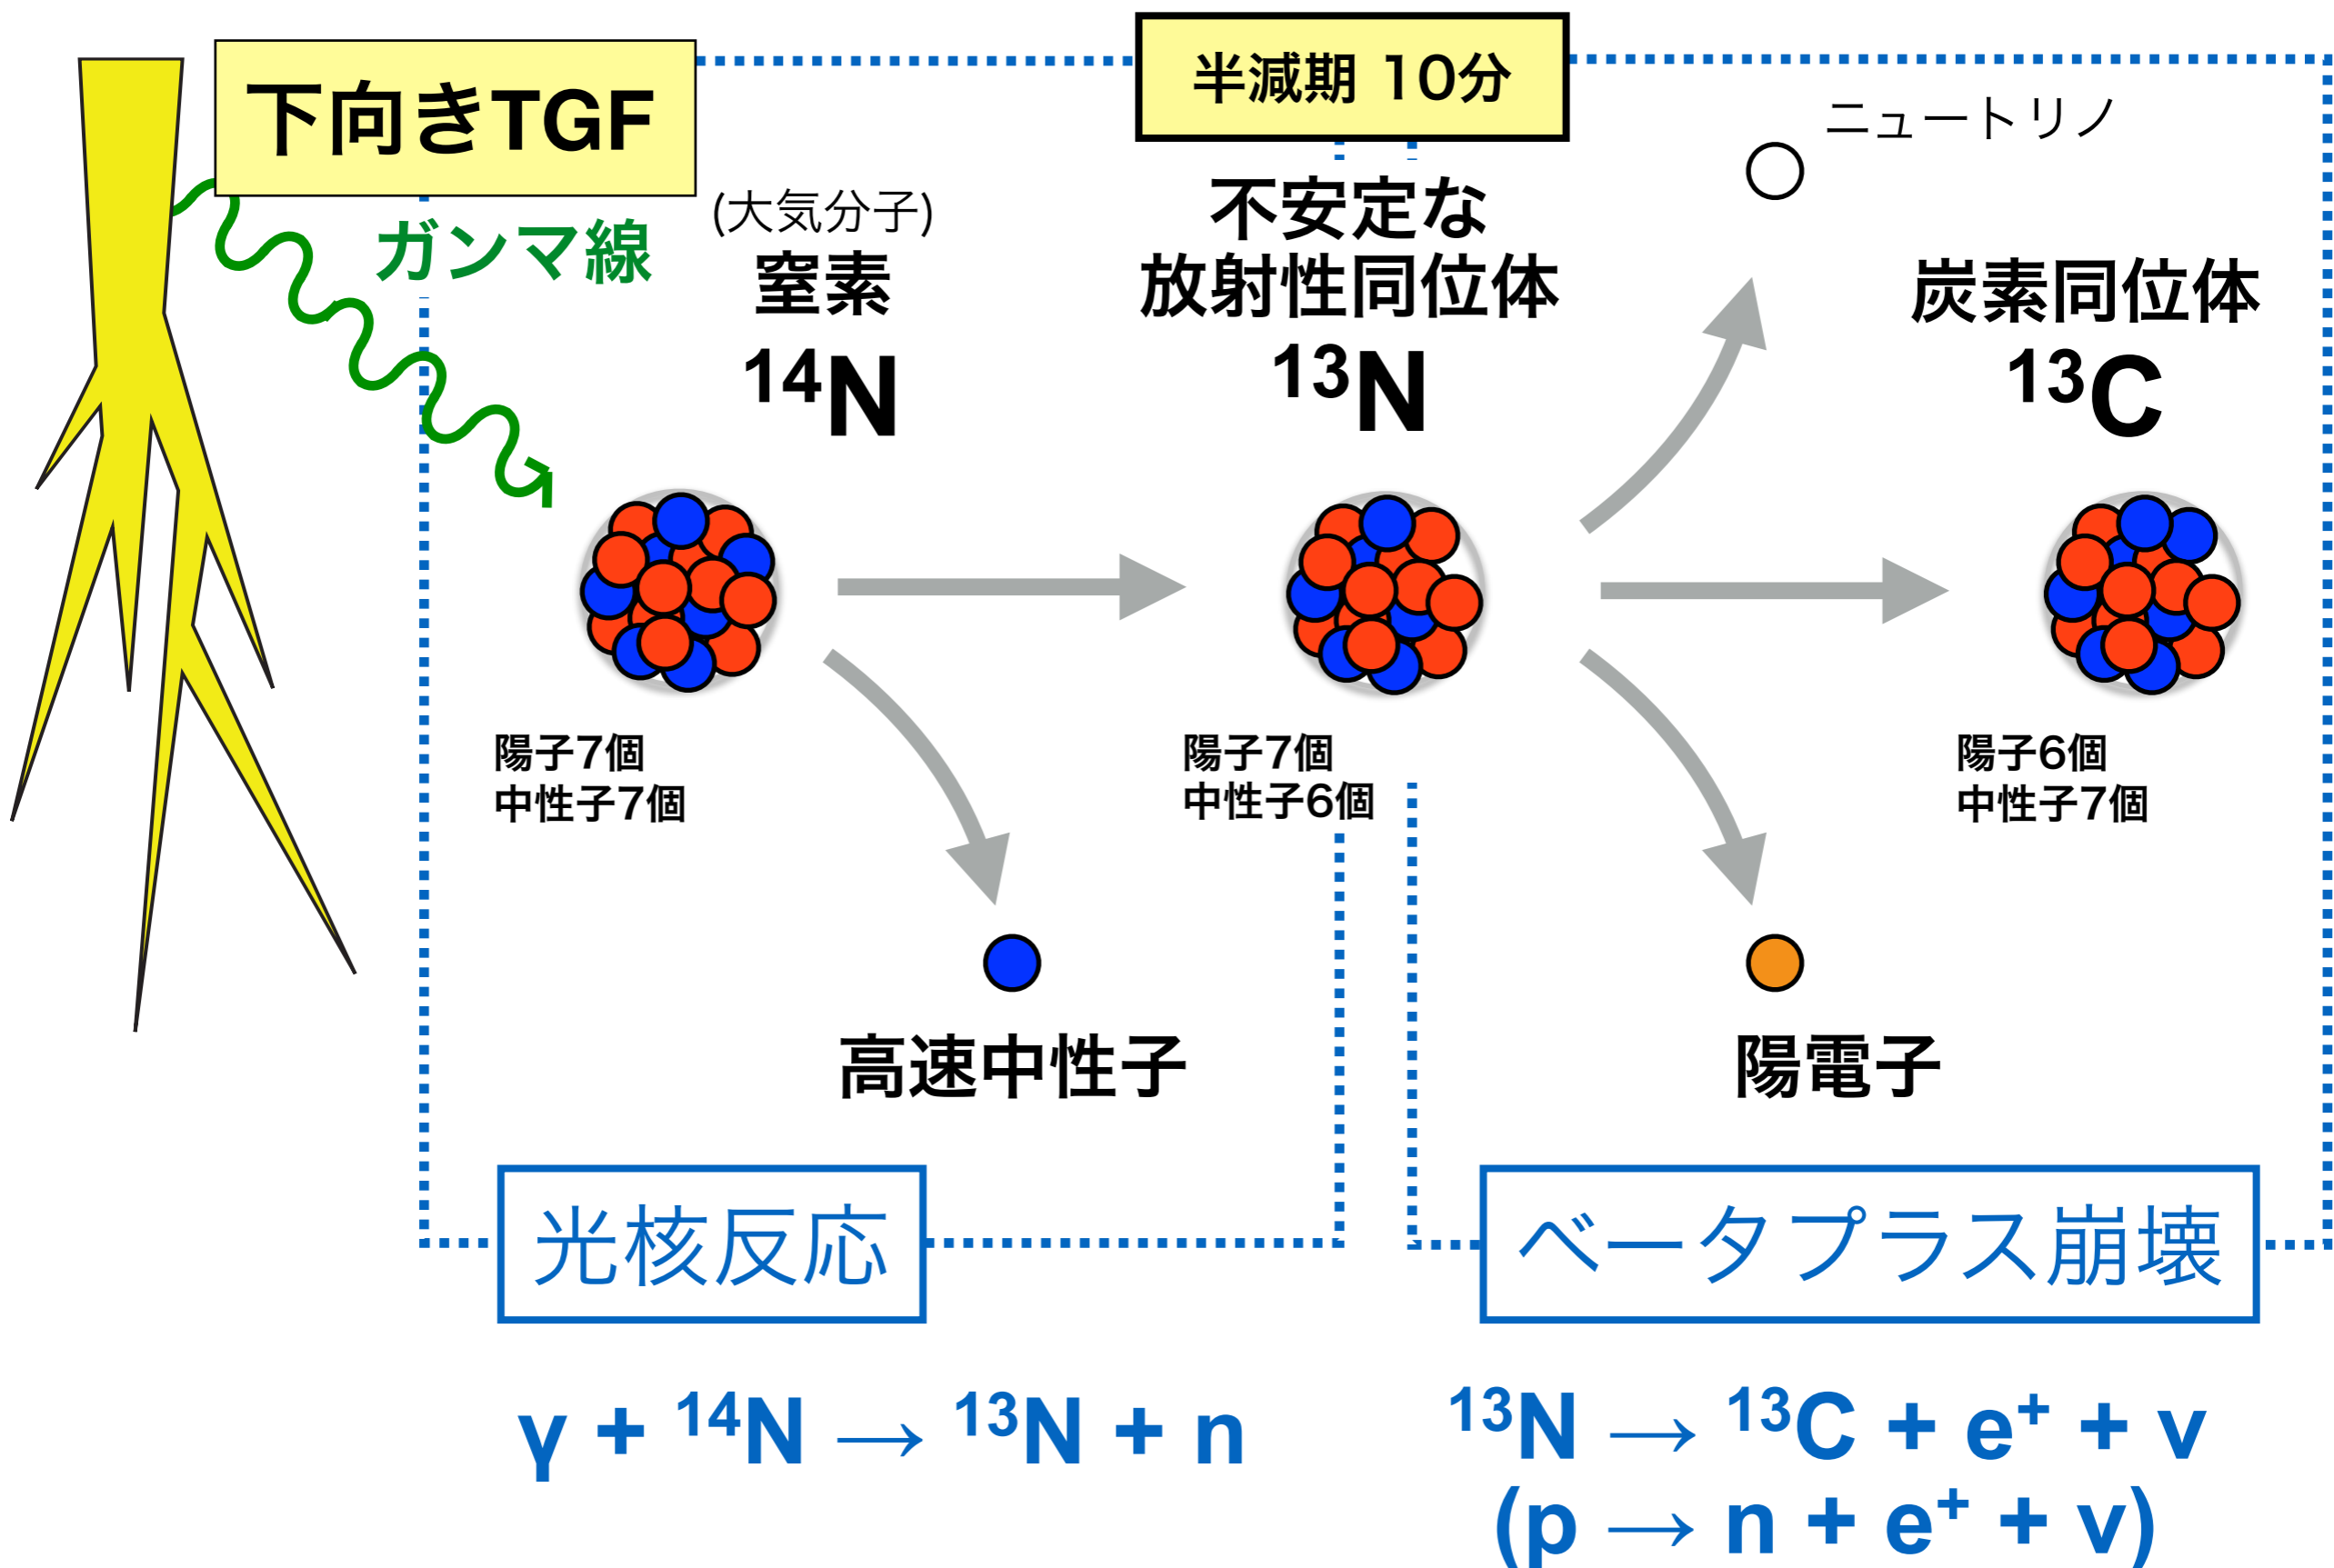 下向きTGF
半減期 10分
ニュートリノ
ガンマ線
(大気分子)
窒素
¹⁴N
不安定な
放射性同位体
¹³N
炭素同位体
¹³C
陽子7個
中性子7個
陽子7個
中性子6個
陽子6個
中性子7個
高速中性子
陽電子
光核反応
ベータプラス崩壊
γ + ¹⁴N → ¹³N + n
¹³N → ¹³C + e⁺ + ν
(p → n + e⁺ + ν)